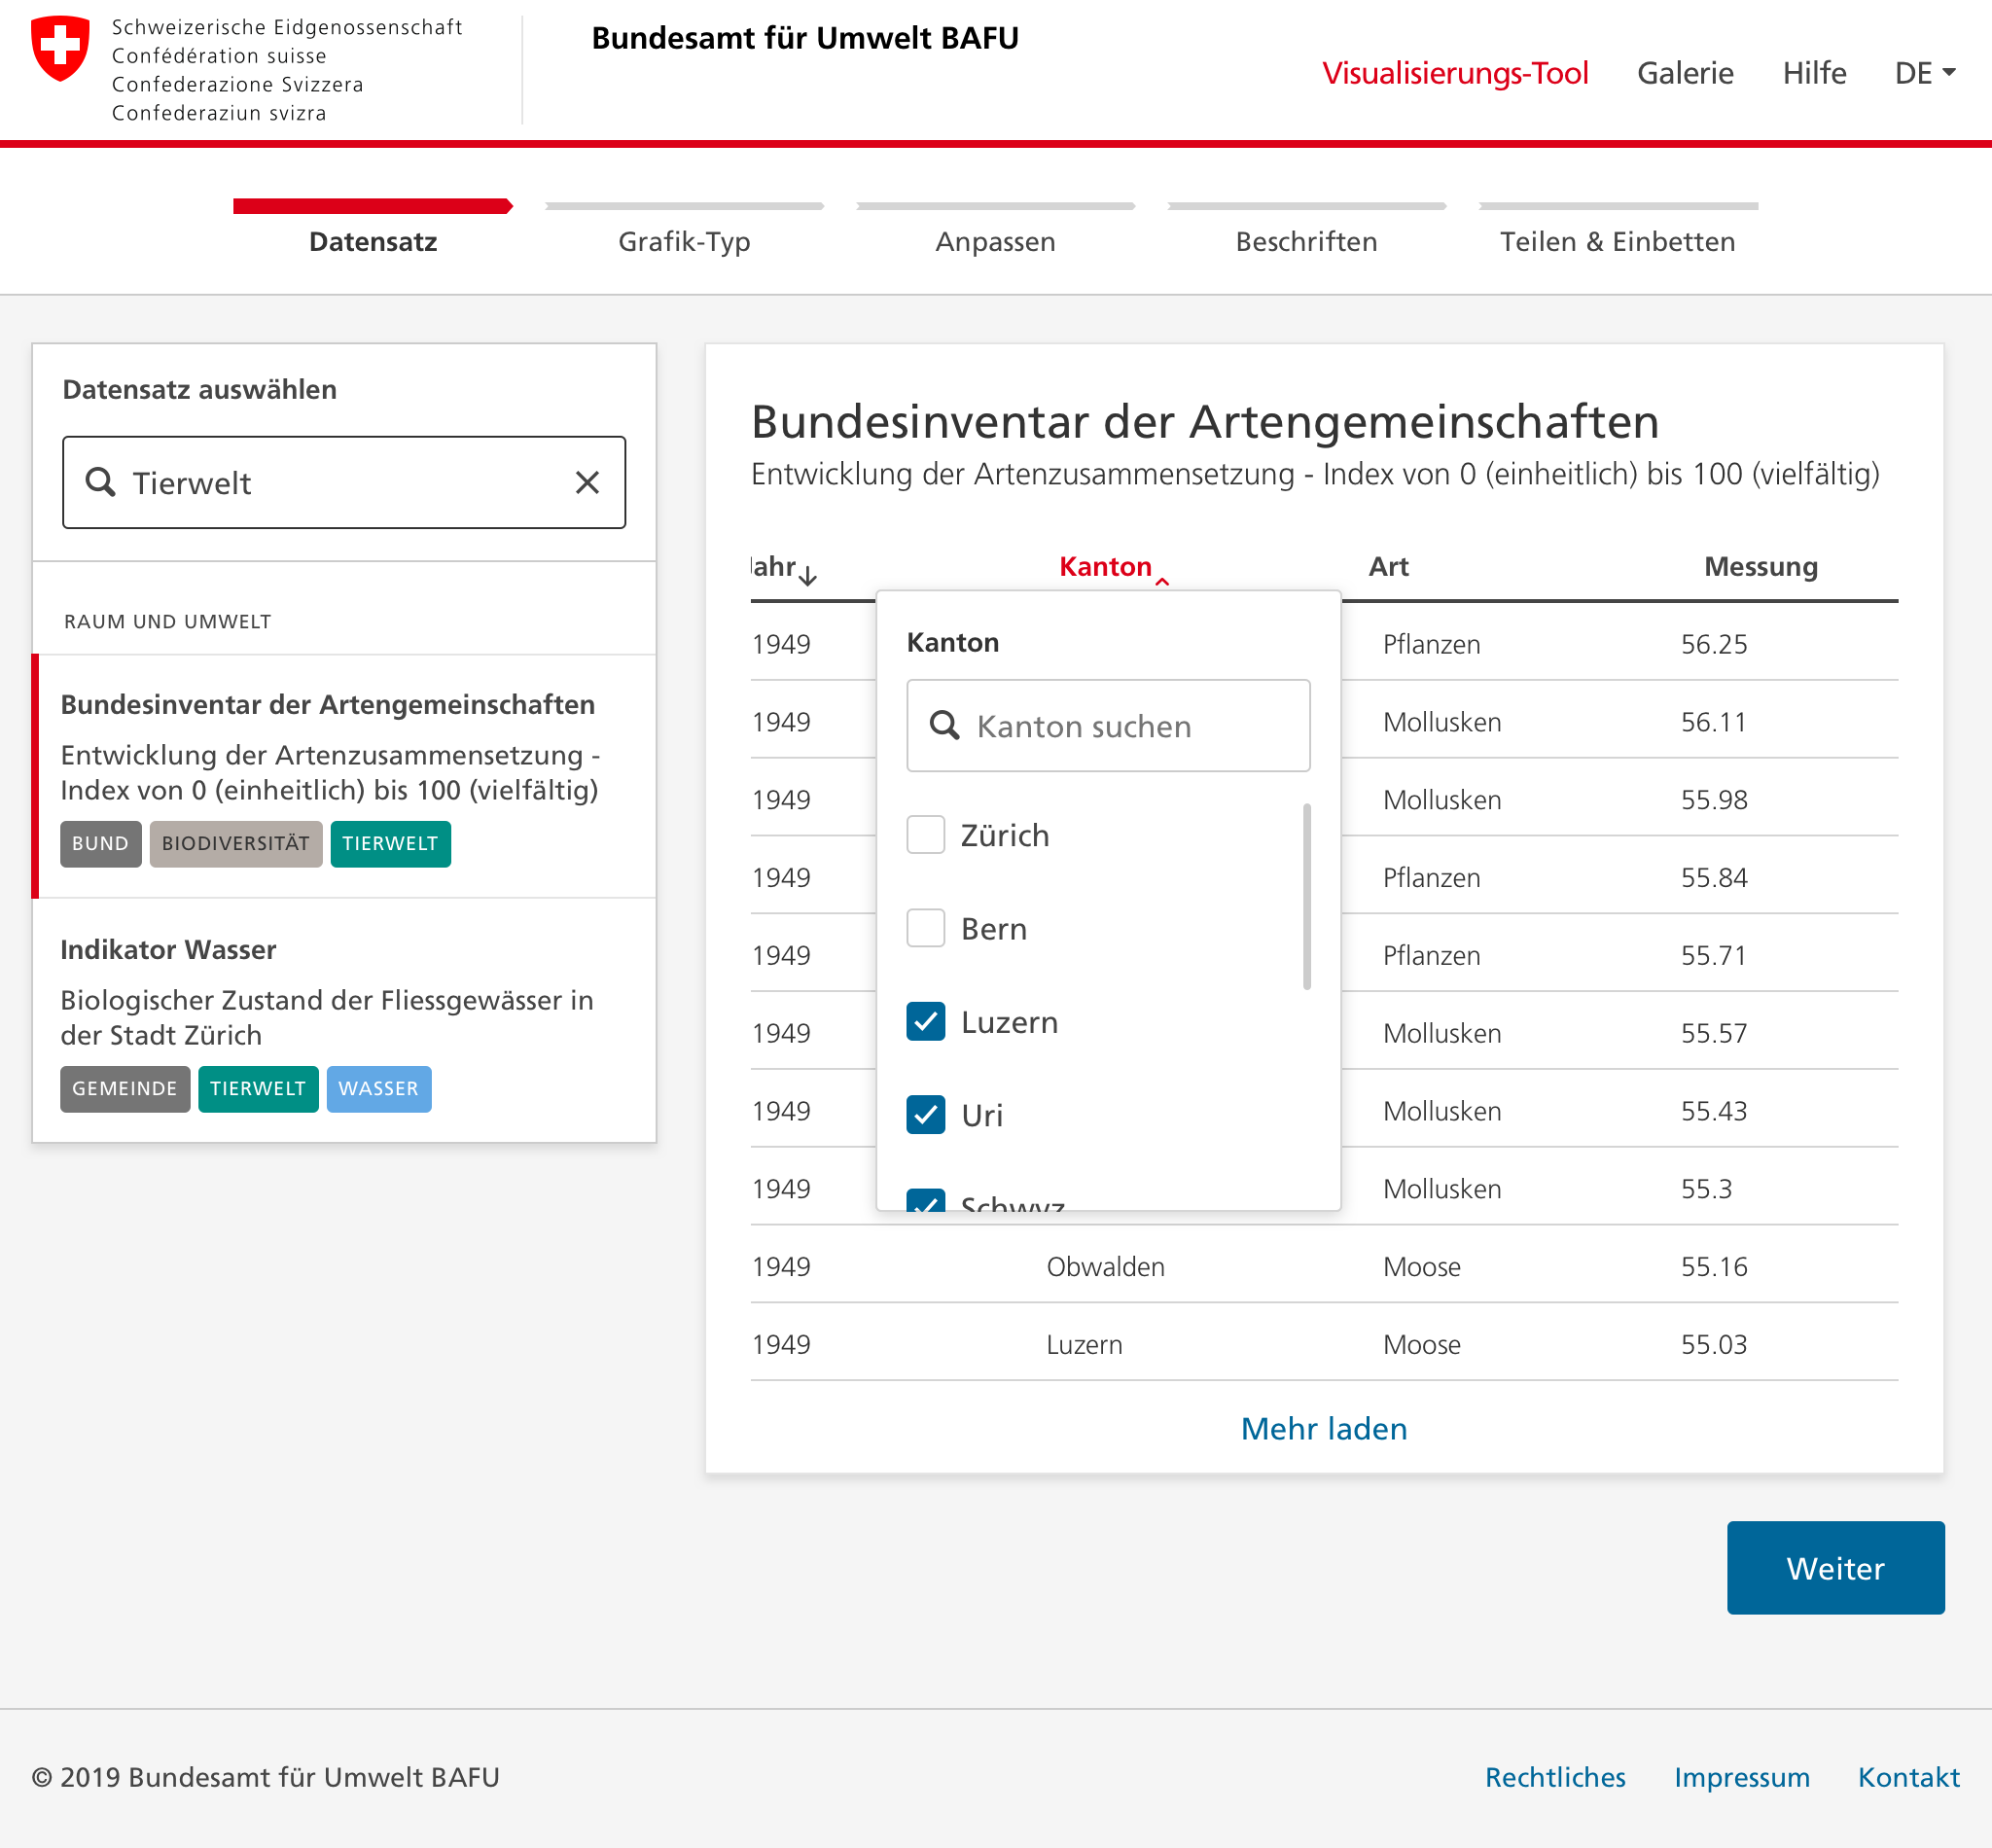 Schweizerische Eidgenossenschaft
Confédération suisse
Confederazione Svizzera
Confederaziun svizra
Bundesamt für Umwelt BAFU
Visualisierungs-Tool Galerie Hilfe DE
Datensatz Grafik-Typ Anpassen Beschriften Teilen & Einbetten
Datensatz auswählen
Tierwelt
RAUM UND UMWELT
Bundesinventar der Artengemeinschaften
Entwicklung der Artenzusammensetzung -
Index von 0 (einheitlich) bis 100 (vielfältig)
BUND BIODIVERSITÄT TIERWELT
Indikator Wasser
Biologischer Zustand der Fliessgewässer in
der Stadt Zürich
GEMEINDE TIERWELT WASSER
Bundesinventar der Artengemeinschaften
Entwicklung der Artenzusammensetzung - Index von 0 (einheitlich) bis 100 (vielfältig)
Jahr Kanton Art Messung
Kanton
Kanton suchen
Zürich
Bern
Luzern
Uri
Schwyz
1949 Pflanzen 56.25
1949 Mollusken 56.11
1949 Mollusken 55.98
1949 Pflanzen 55.84
1949 Pflanzen 55.71
1949 Mollusken 55.57
1949 Mollusken 55.43
1949 Mollusken 55.3
1949 Obwalden Moose 55.16
1949 Luzern Moose 55.03
Mehr laden
Weiter
© 2019 Bundesamt für Umwelt BAFU
Rechtliches Impressum Kontakt